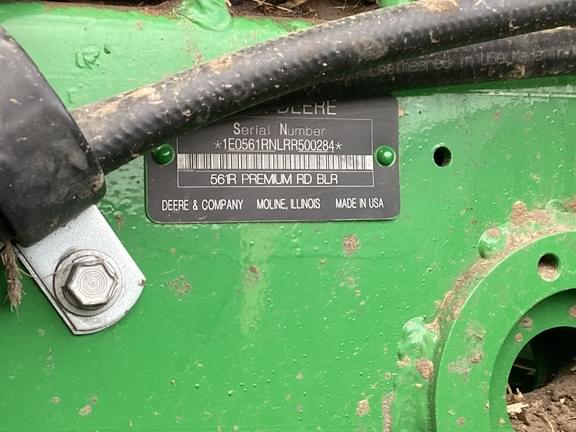 DEERE
Serial Number
*1E0561RNLRR500284*
561R PREMIUM RD BLR
DEERE & COMPANY MOLINE, ILLINOIS MADE IN USA